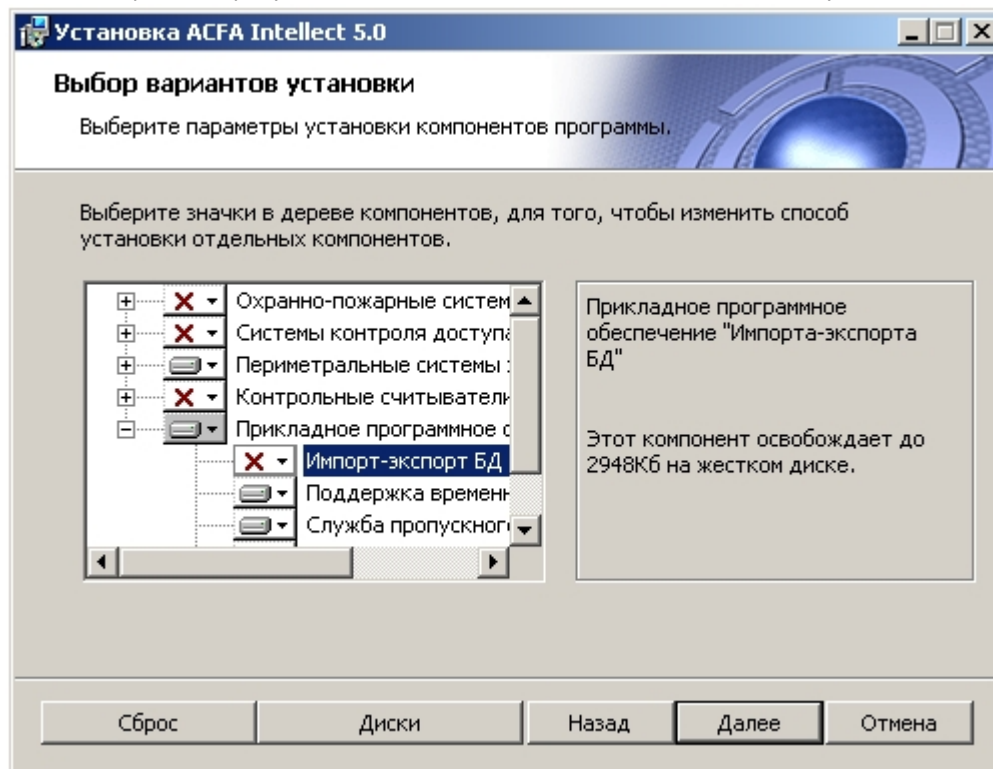 Установка ACFA Intellect 5.0
Выбор вариантов установки
Выберите параметры установки компонентов программы.
Выберите значки в дереве компонентов, для того, чтобы изменить способ
установки отдельных компонентов.
Охранно-пожарные систем
Системы контроля доступа
Периметральные системы
Контрольные считывател
Прикладное программное
Импорт-экспорт БД
Поддержка времен
Служба пропускног
Прикладное программное
обеспечение "Импорта-экспорта
БД"
Этот компонент освобождает до
2948Кб на жестком диске.
Сброс
Диски
Назад
Далее
Отмена